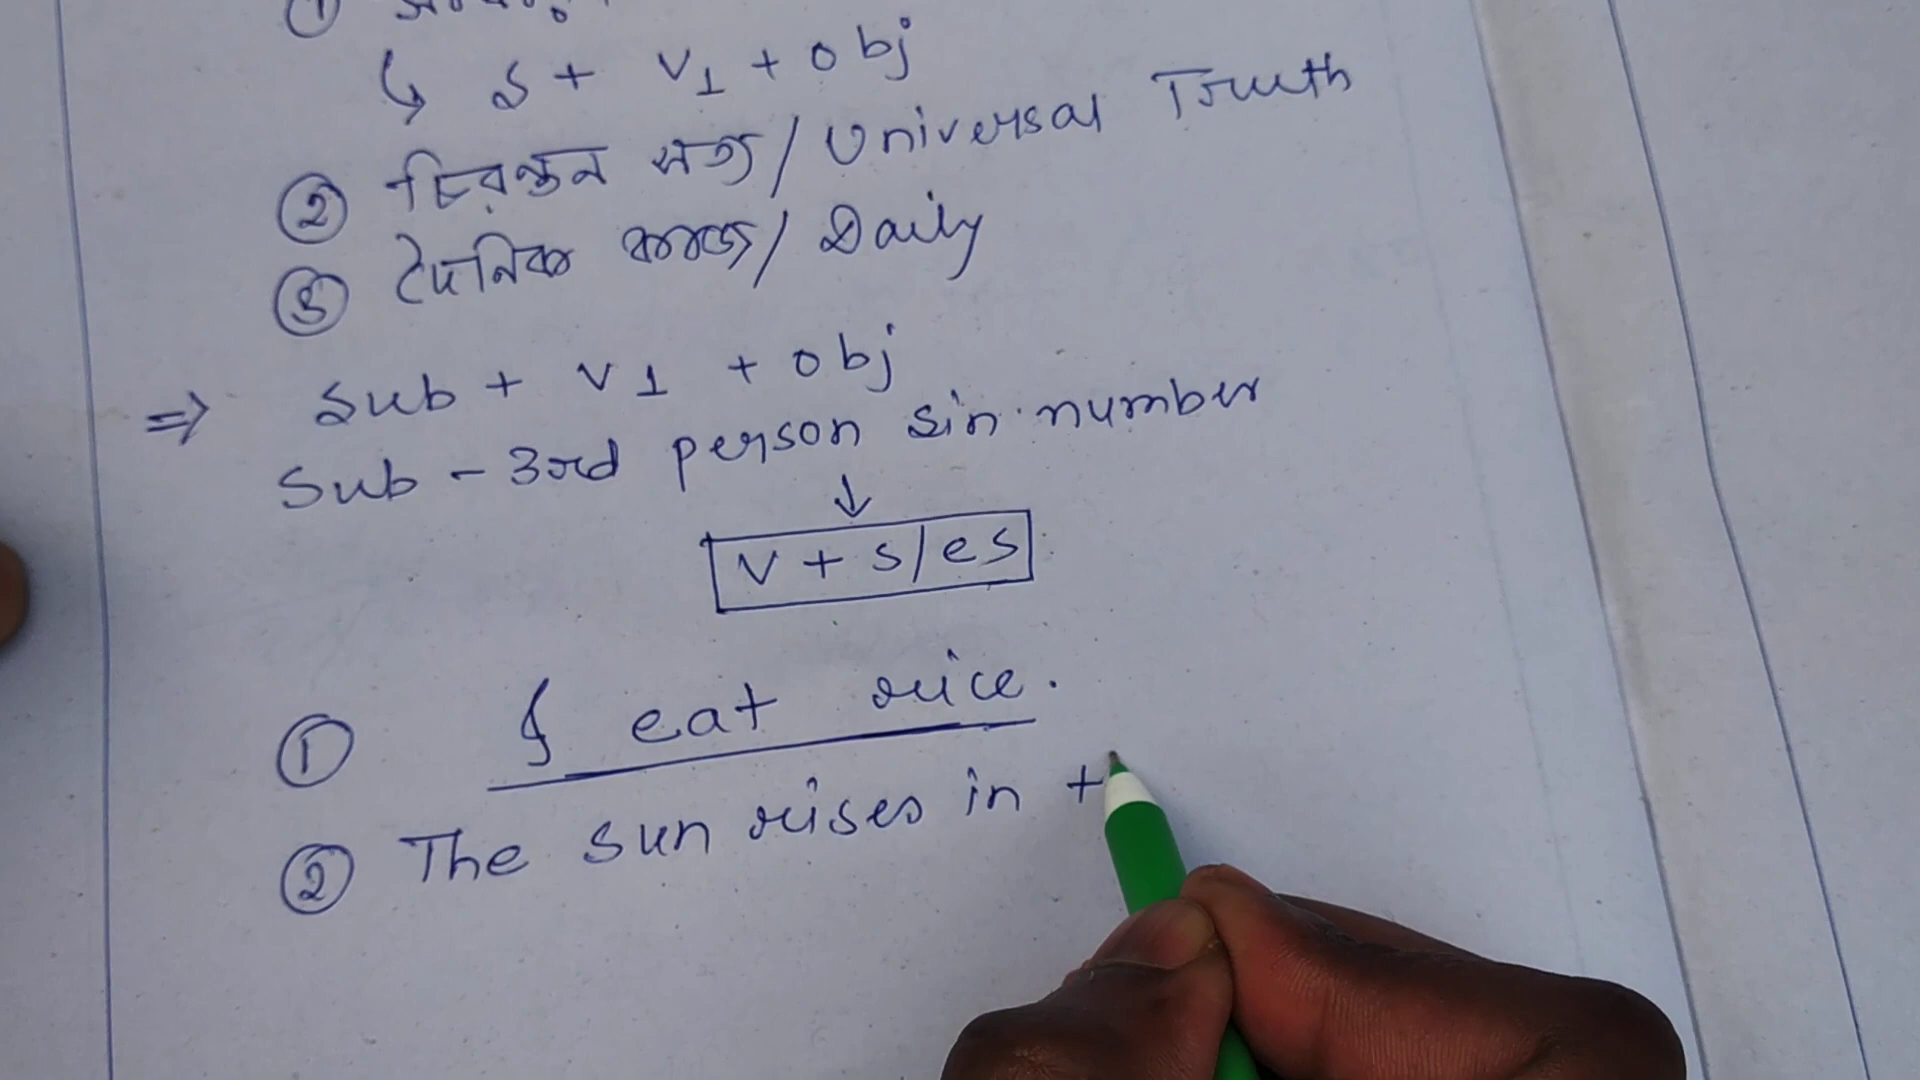 ①
↳ S + V1 + obj
② চিরন্তন সত্য / Universal Truth
③ দৈনিক কাজ / Daily
⇒ Sub + V1 + obj
Sub - 3rd person sin. number
↓
V + s/es
① I eat rice.
② The sun rises in t